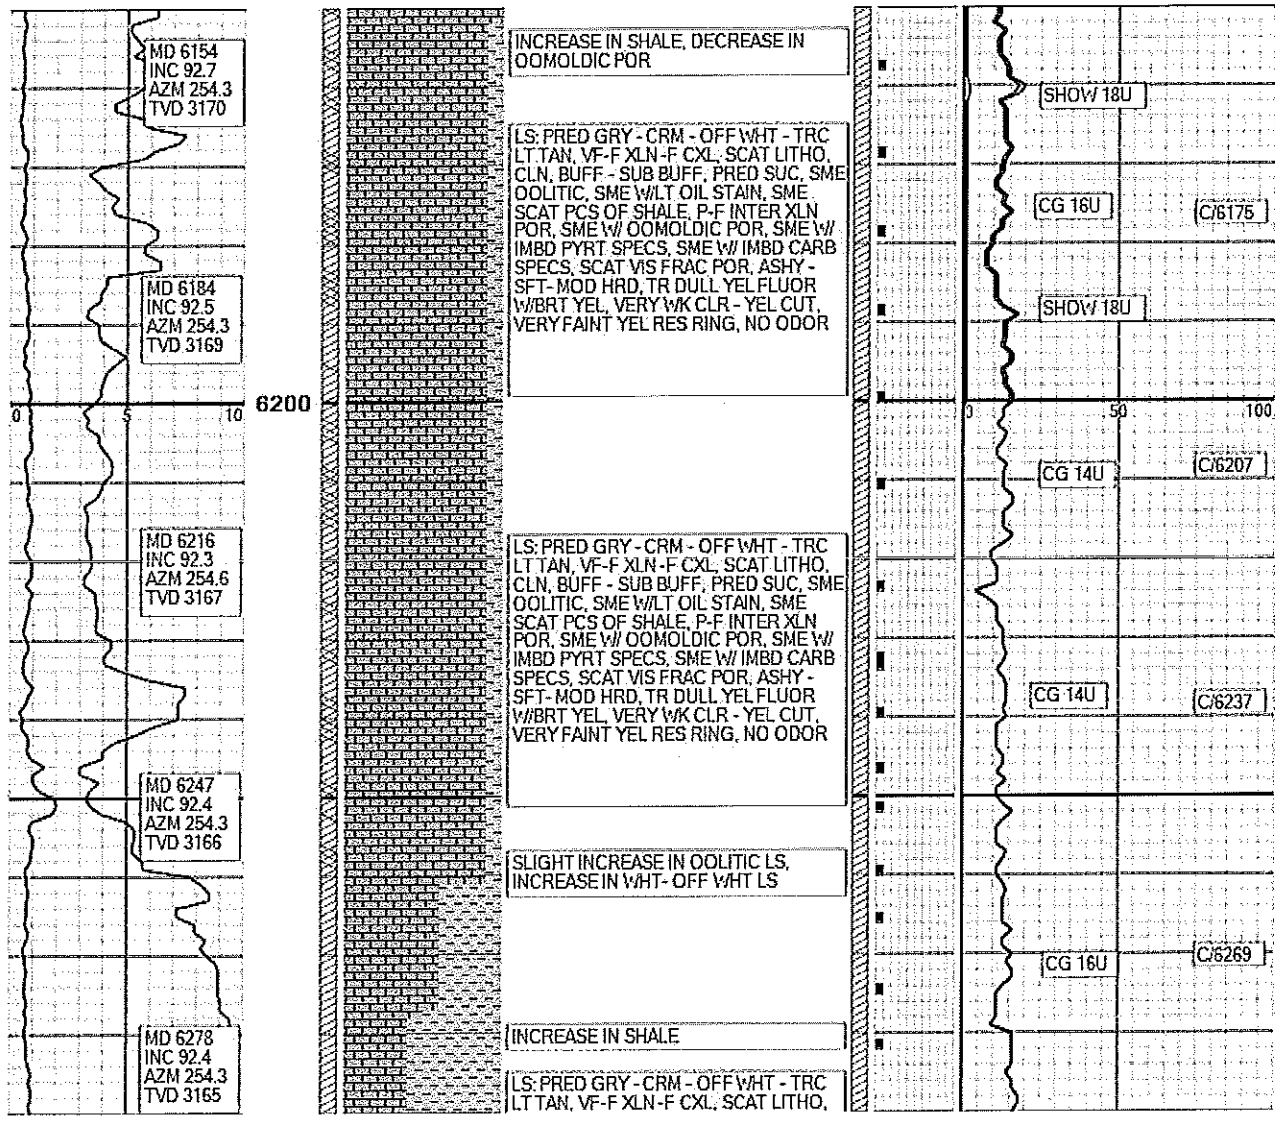 MD 6154
INC 92.7
AZM 254.3
TVD 3170
INCREASE IN SHALE, DECREASE IN
OOMOLDIC POR
SHOW 18U
LS: PRED GRY - CRM - OFF WHT - TRC
LT TAN, VF-F XLN-F CXL, SCAT LITHO,
CLN, BUFF - SUB BUFF, PRED SUC, SME
OOLITIC, SME W/LT OIL STAIN, SME
SCAT PCS OF SHALE, P-F INTER XLN
POR, SME W/ OOMOLDIC POR, SME W/
IMBD PYRT SPECS, SME W/ IMBD CARB
SPECS, SCAT VIS FRAC POR, ASHY -
SFT- MOD HRD, TR DULL YEL FLUOR
W/BRT YEL, VERY WK CLR - YEL CUT,
VERY FAINT YEL RES RING, NO ODOR
CG 16U
C/6175
MD 6184
INC 92.5
AZM 254.3
TVD 3169
SHOW 18U
0 5 10
6200
0 50 100
CG 14U
C/6207
MD 6216
INC 92.3
AZM 254.6
TVD 3167
LS: PRED GRY - CRM - OFF WHT - TRC
LT TAN, VF-F XLN-F CXL, SCAT LITHO,
CLN, BUFF - SUB BUFF, PRED SUC, SME
OOLITIC, SME W/LT OIL STAIN, SME
SCAT PCS OF SHALE, P-F INTER XLN
POR, SME W/ OOMOLDIC POR, SME W/
IMBD PYRT SPECS, SME W/ IMBD CARB
SPECS, SCAT VIS FRAC POR, ASHY -
SFT- MOD HRD, TR DULL YEL FLUOR
W/BRT YEL, VERY WK CLR - YEL CUT,
VERY FAINT YEL RES RING, NO ODOR
CG 14U
C/6237
MD 6247
INC 92.4
AZM 254.3
TVD 3166
SLIGHT INCREASE IN OOLITIC LS,
INCREASE IN WHT- OFF WHT LS
CG 16U
C/6269
MD 6278
INC 92.4
AZM 254.3
TVD 3165
INCREASE IN SHALE
LS: PRED GRY - CRM - OFF WHT - TRC
LT TAN, VF-F XLN-F CXL, SCAT LITHO,